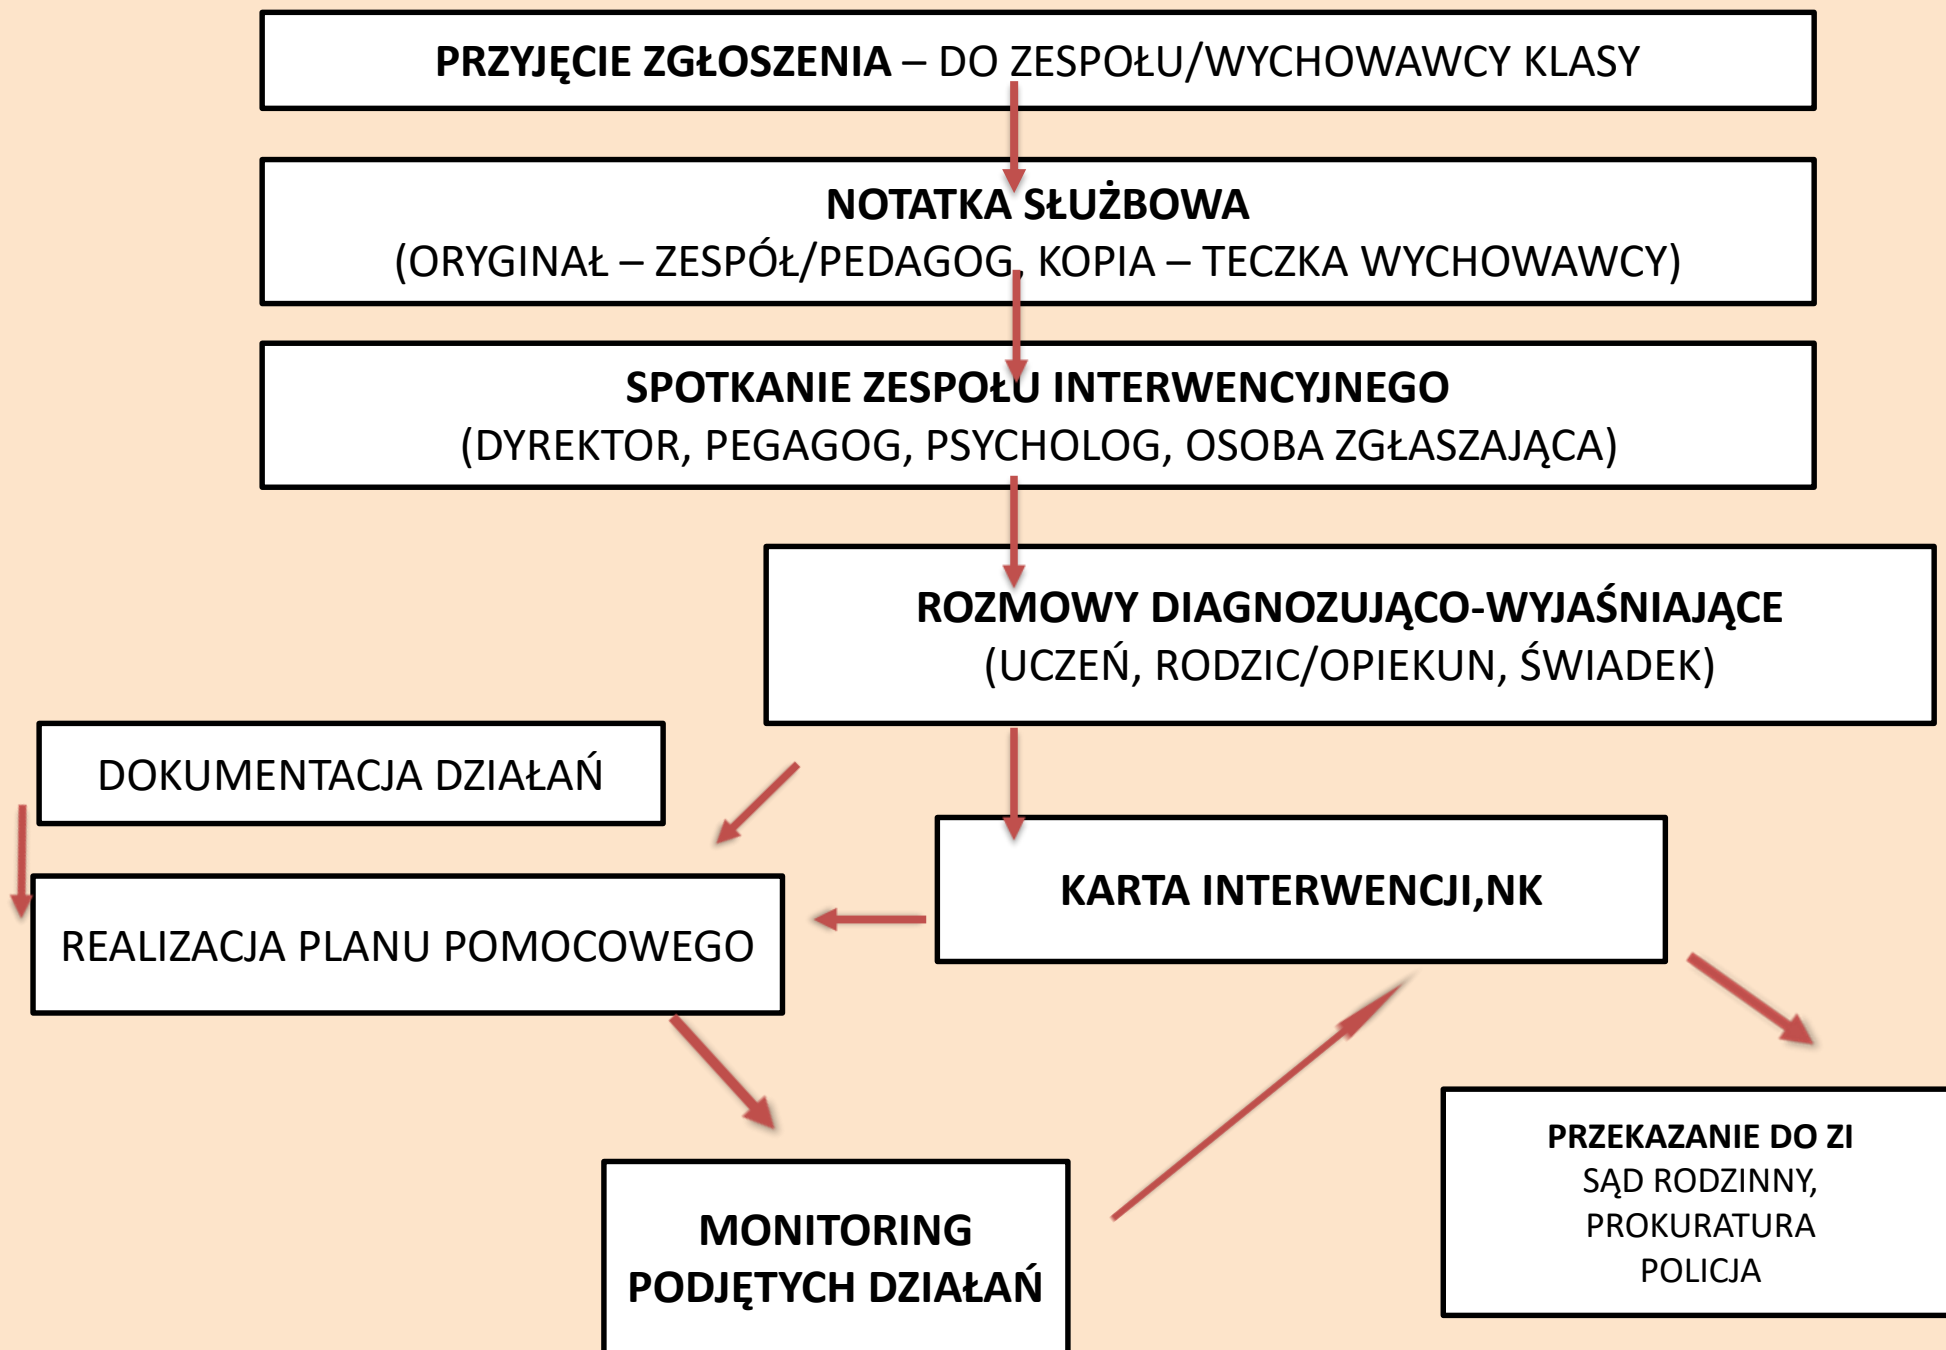 PRZYJĘCIE ZGŁOSZENIA – DO ZESPOŁU/WYCHOWAWCY KLASY
NOTATKA SŁUŻBOWA
(ORYGINAŁ – ZESPÓŁ/PEDAGOG, KOPIA – TECZKA WYCHOWAWCY)
SPOTKANIE ZESPOŁU INTERWENCYJNEGO
(DYREKTOR, PEGAGOG, PSYCHOLOG, OSOBA ZGŁASZAJĄCA)
ROZMOWY DIAGNOZUJĄCO-WYJAŚNIAJĄCE
(UCZEŃ, RODZIC/OPIEKUN, ŚWIADEK)
DOKUMENTACJA DZIAŁAŃ
KARTA INTERWENCJI,NK
REALIZACJA PLANU POMOCOWEGO
PRZEKAZANIE DO ZI
SĄD RODZINNY,
PROKURATURA
POLICJA
MONITORING
PODJĘTYCH DZIAŁAŃ